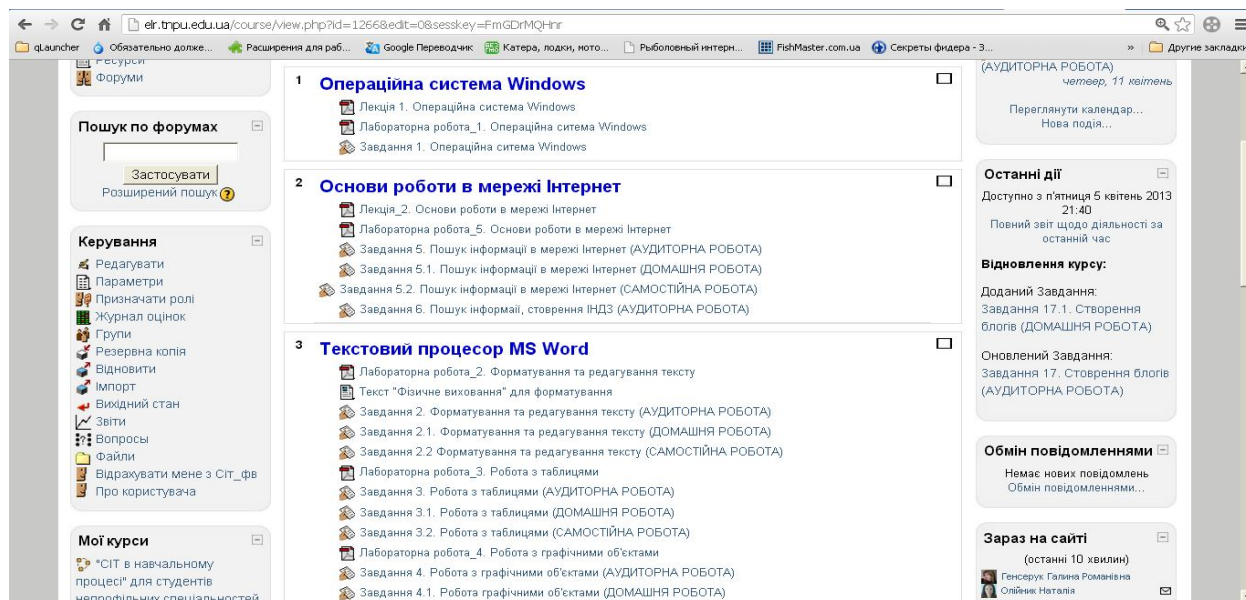 elr.tnpu.edu.ua/course/view.php?id=1266&edit=0&sesskey=FmGDrMQHnr
qLauncher
Обязательно долже...
Расширения для раб...
Google Переводчик
Катера, лодки, мото...
Рыболовный интерн...
FishMaster.com.ua
Секреты фидера - З...
»
Другие закладки
Ресурси
Форуми
Пошук по форумах
Застосувати
Розширений пошук
Керування
Редагувати
Параметри
Призначати ролі
Журнал оцінок
Групи
Резервна копія
Відновити
Імпорт
Вихідний стан
Звіти
Вопросы
Файли
Відрахувати мене з Сіт_фв
Про користувача
Мої курси
"СІТ в навчальному
процесі" для студентів
непрофільних спеціальностей
1 Операційна система Windows
Лекція 1. Операційна система Windows
Лабораторна робота_1. Операційна ситема Windows
Завдання 1. Операційна ситема Windows
2 Основи роботи в мережі Інтернет
Лекція_2. Основи роботи в мережі Інтернет
Лабораторна робота_5. Основи роботи в мережі Інтернет
Завдання 5. Пошук інформації в мережі Інтернет (АУДИТОРНА РОБОТА)
Завдання 5.1. Пошук інформації в мережі Інтернет (ДОМАШНЯ РОБОТА)
Завдання 5.2. Пошук інформації в мережі Інтернет (САМОСТІЙНА РОБОТА)
Завдання 6. Пошук інформаії, стоврення ІНДЗ (АУДИТОРНА РОБОТА)
3 Текстовий процесор MS Word
Лабораторна робота_2. Форматування та редагування тексту
Текст "Фізичне виховання" для форматування
Завдання 2. Форматування та редагування тексту (АУДИТОРНА РОБОТА)
Завдання 2.1. Форматування та редагування тексту (ДОМАШНЯ РОБОТА)
Завдання 2.2 Форматування та редагування тексту (САМОСТІЙНА РОБОТА)
Лабораторна робота_3. Робота з таблицями
Завдання 3. Робота з таблицями (АУДИТОРНА РОБОТА)
Завдання 3.1. Робота з таблицями (ДОМАШНЯ РОБОТА)
Завдання 3.2. Робота з таблицями (САМОСТІЙНА РОБОТА)
Лабораторна робота_4. Робота з графічними об'єктами
Завдання 4. Робота з графічними об'єктами (АУДИТОРНА РОБОТА)
Завдання 4.1. Робота графічними об'єктами (ДОМАШНЯ РОБОТА)
(АУДИТОРНА РОБОТА)
четвер, 11 квітень
Переглянути календар...
Нова подія...
Останні дії
Доступно з п'ятниця 5 квітень 2013
21:40
Повний звіт щодо діяльності за
останній час
Відновлення курсу:
Доданий Завдання:
Завдання 17.1. Створення
блогів (ДОМАШНЯ РОБОТА)
Оновлений Завдання:
Завдання 17. Стоврення блогів
(АУДИТОРНА РОБОТА)
Обмін повідомленнями
Немає нових повідомлень
Обмін повідомленнями...
Зараз на сайті
(останні 10 хвилин)
Генсерук Галина Романівна
Олійник Наталія